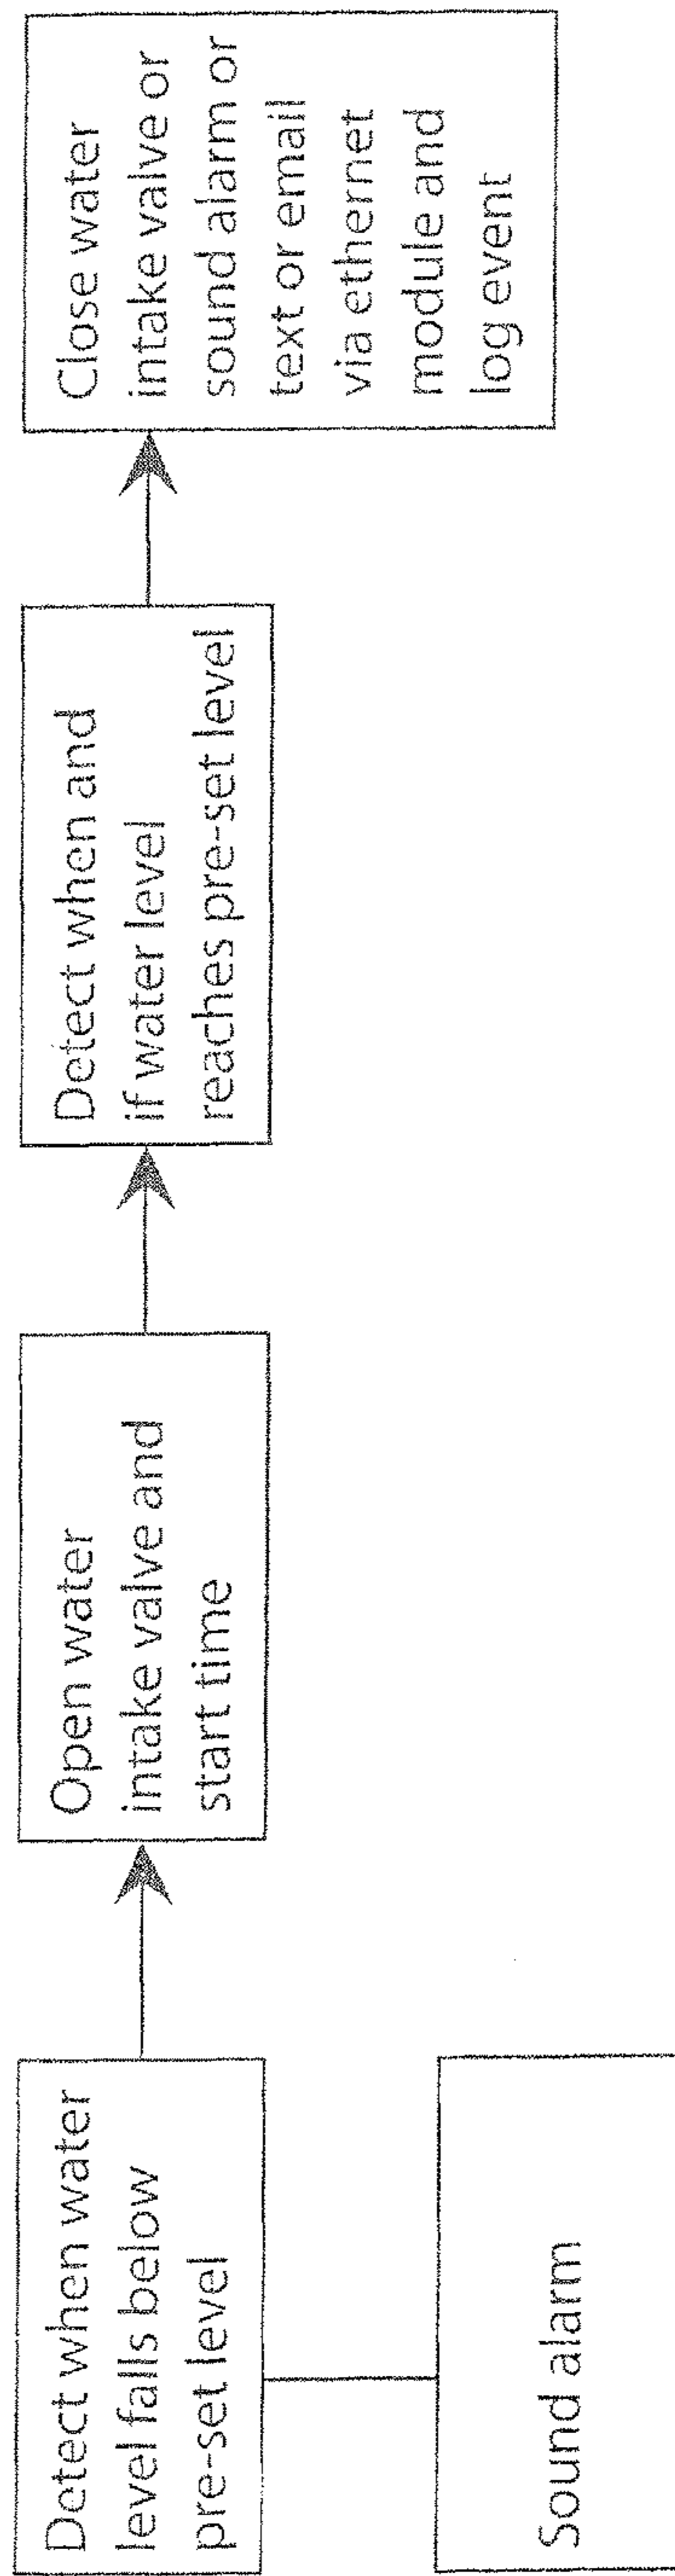 Detect when water
level falls below
pre-set level
Open water
intake valve and
start time
Detect when and
if water level
reaches pre-set level
Close water
intake valve or
sound alarm or
text or email
via ethernet
module and
log event
Sound alarm